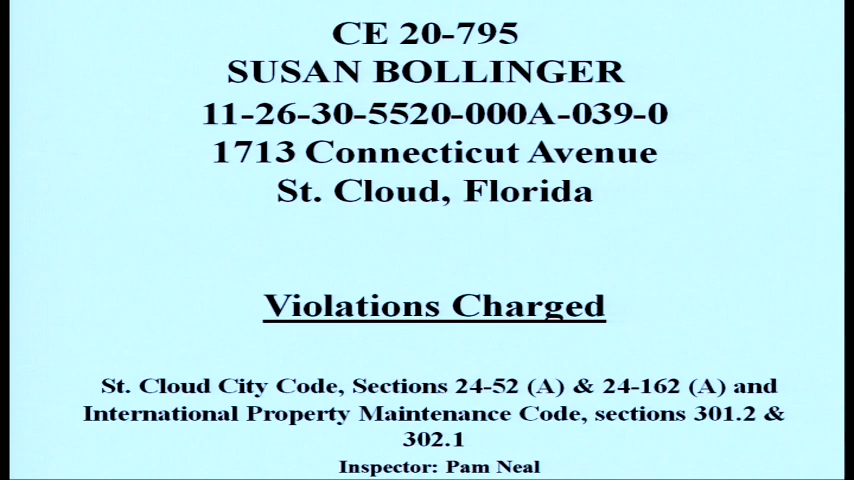 CE 20-795
SUSAN BOLLINGER
11-26-30-5520-000A-039-0
1713 Connecticut Avenue
St. Cloud, Florida
Violations Charged
St. Cloud City Code, Sections 24-52 (A) & 24-162 (A) and
International Property Maintenance Code, sections 301.2 &
302.1
Inspector: Pam Neal